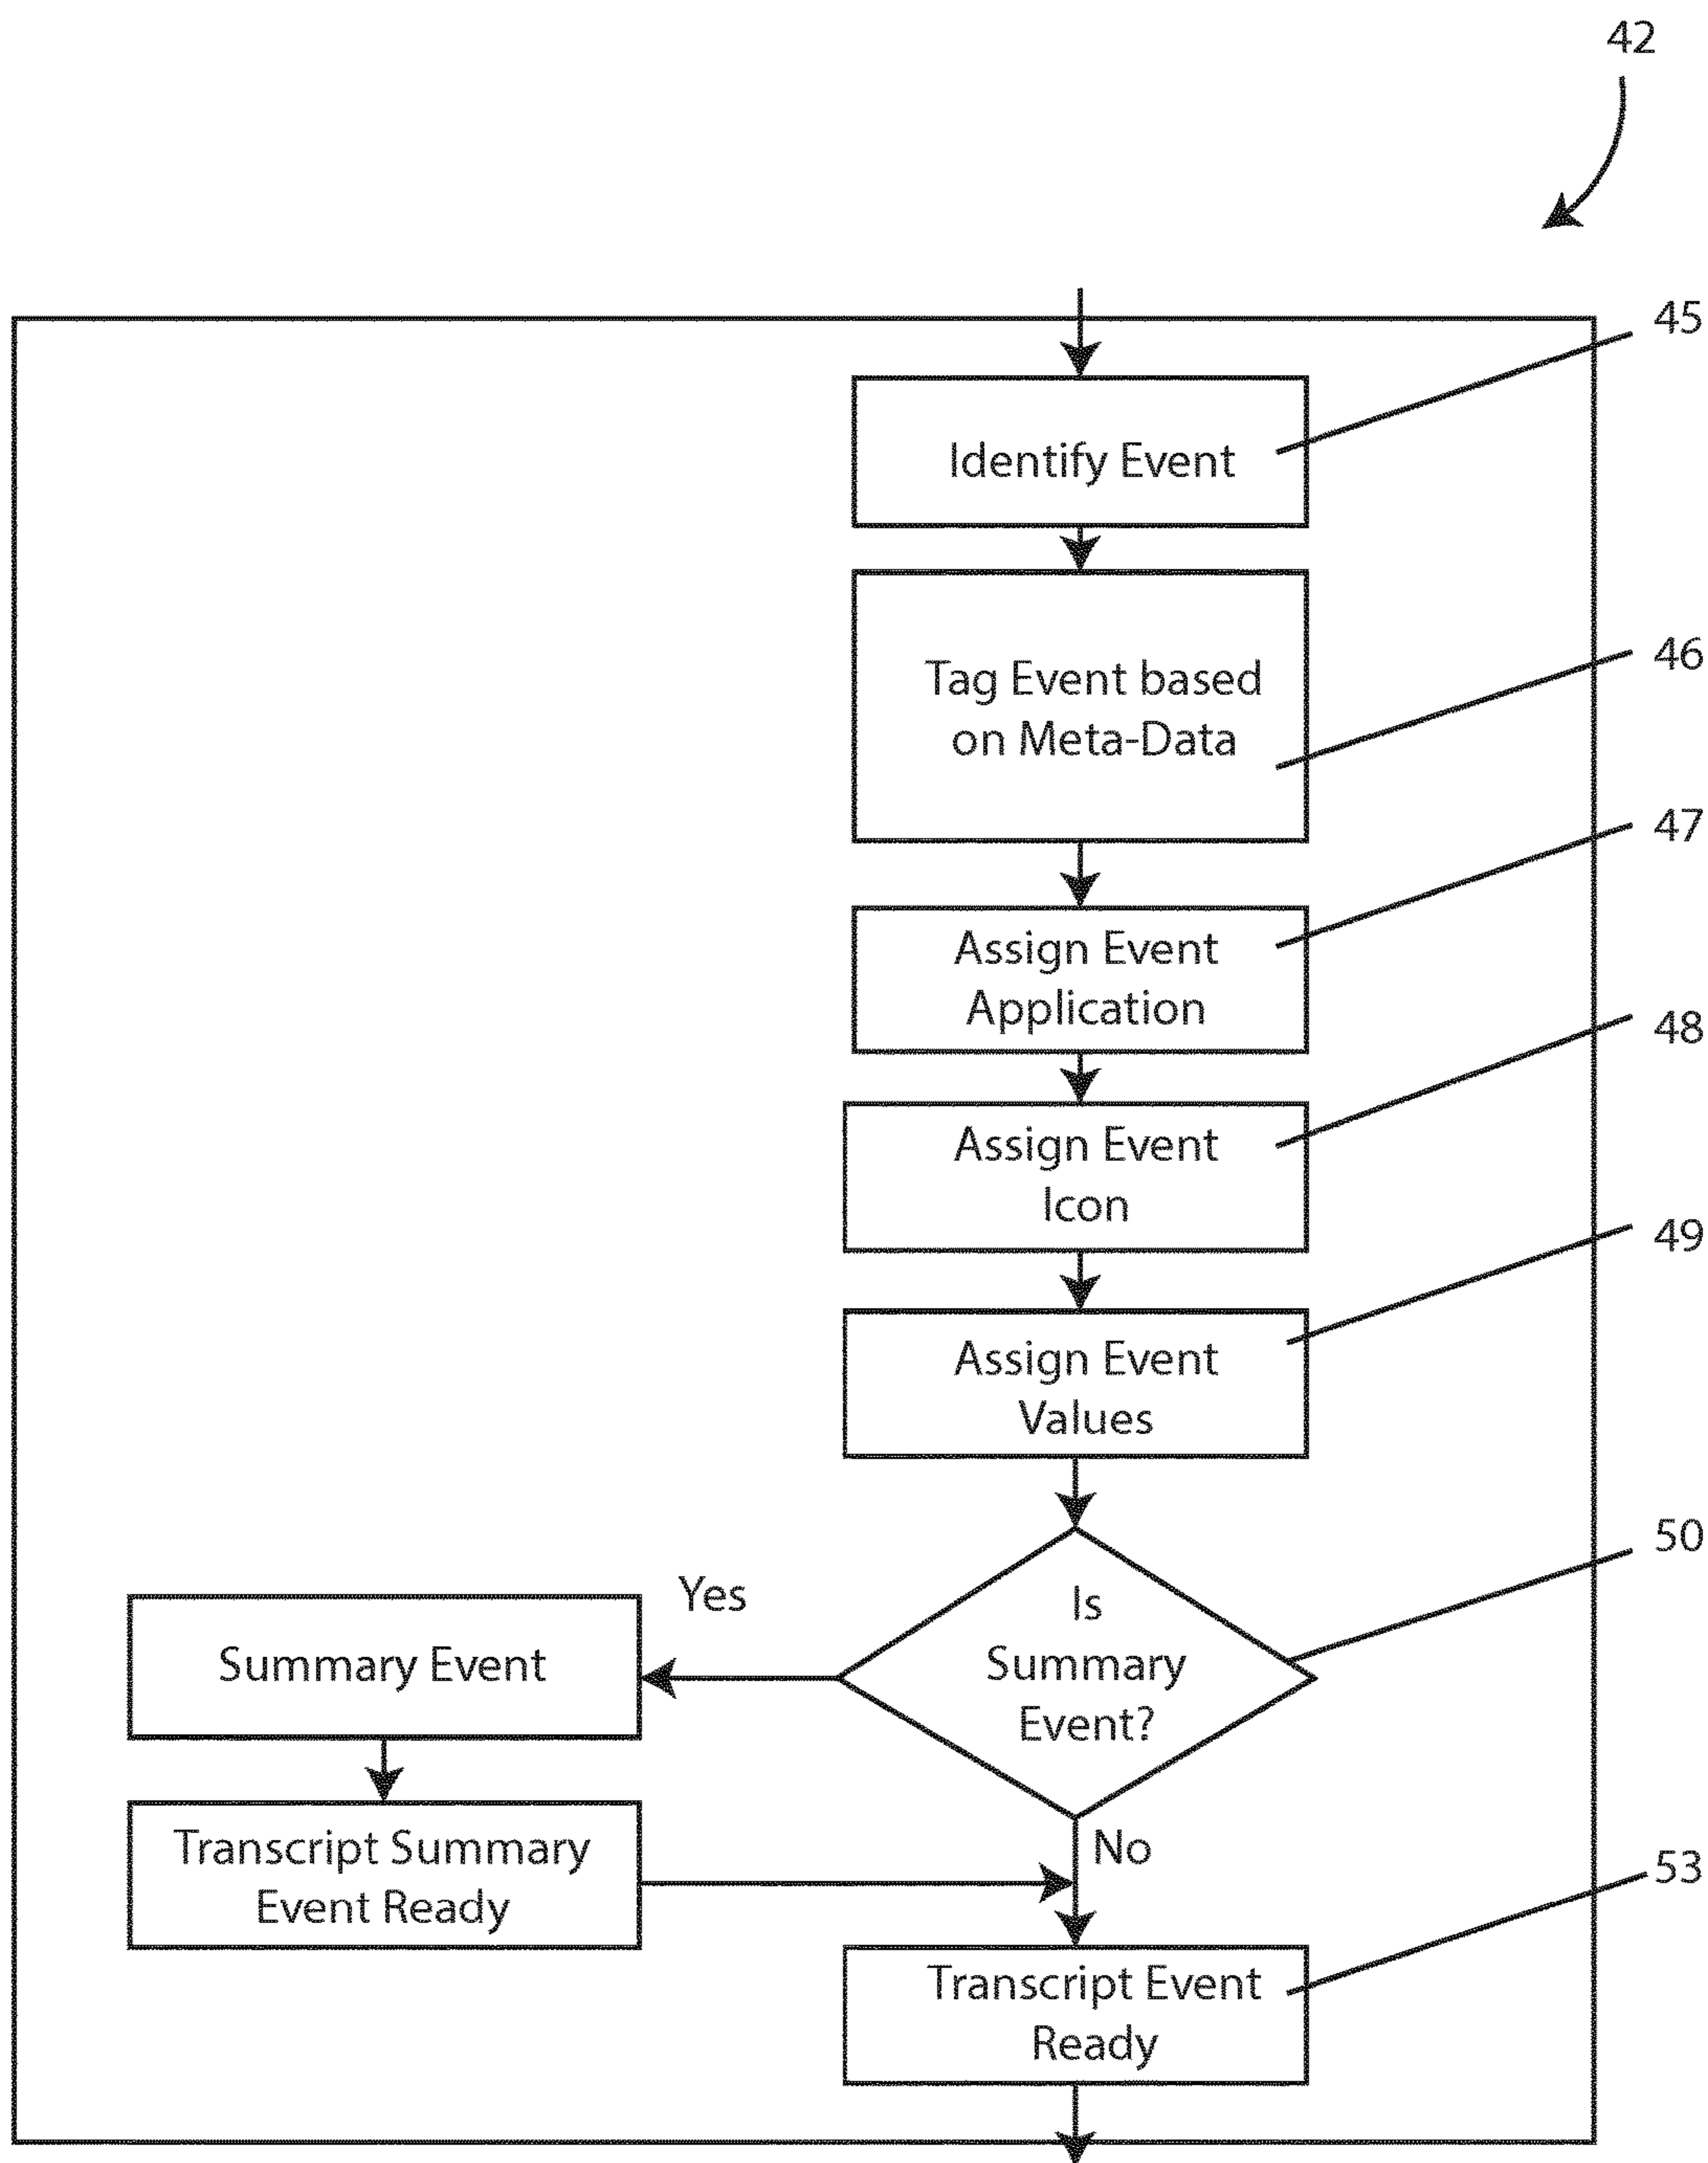 42
45
Identify Event
46
Tag Event based
on Meta-Data
47
Assign Event
Application
48
Assign Event
Icon
49
Assign Event
Values
50
Is
Summary
Event?
Yes
Summary Event
Transcript Summary
Event Ready
No
53
Transcript Event
Ready